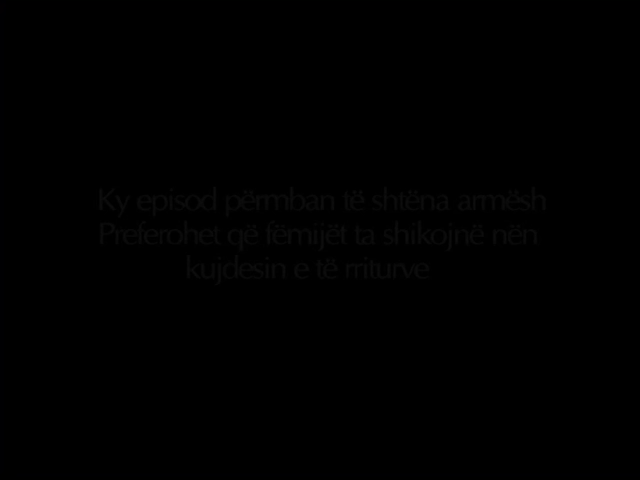 Ky episod përmban të shtëna armësh
Preferohet që fëmijët ta shikojnë nën
kujdesin e të rriturve